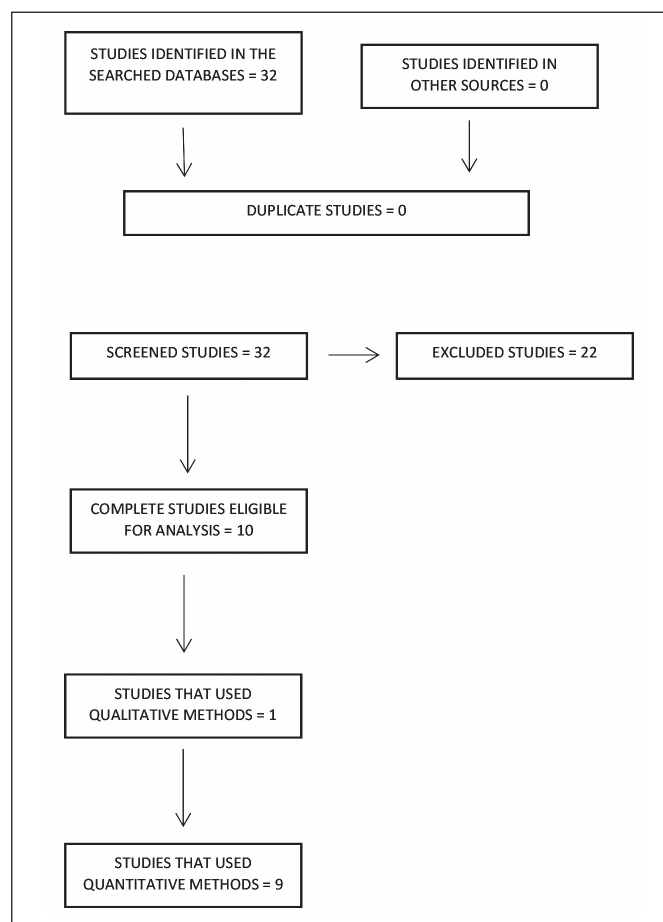 STUDIES IDENTIFIED IN THE
SEARCHED DATABASES = 32
STUDIES IDENTIFIED IN
OTHER SOURCES = 0
DUPLICATE STUDIES = 0
SCREENED STUDIES = 32
EXCLUDED STUDIES = 22
COMPLETE STUDIES ELIGIBLE
FOR ANALYSIS = 10
STUDIES THAT USED
QUALITATIVE METHODS = 1
STUDIES THAT USED
QUANTITATIVE METHODS = 9